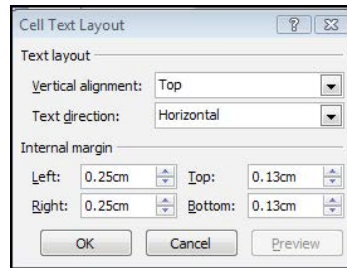 Cell Text Layout
Text layout
Vertical alignment: Top
Text direction: Horizontal
Internal margin
Left: 0.25cm Top: 0.13cm
Right: 0.25cm Bottom: 0.13cm
OK Cancel Preview